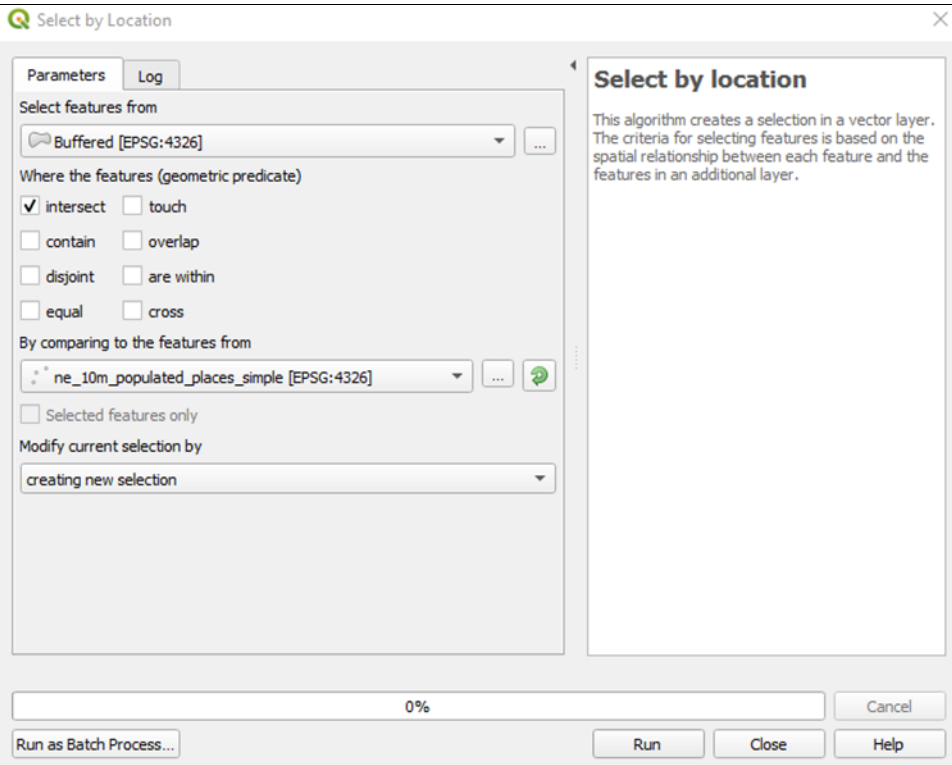 Select by Location
Parameters
Log
Select features from
Buffered [EPSG:4326]
...
Where the features (geometric predicate)
intersect
touch
contain
overlap
disjoint
are within
equal
cross
By comparing to the features from
ne_10m_populated_places_simple [EPSG:4326]
...
Selected features only
Modify current selection by
creating new selection
Select by location
This algorithm creates a selection in a vector layer.
The criteria for selecting features is based on the
spatial relationship between each feature and the
features in an additional layer.
0%
Cancel
Run as Batch Process...
Run
Close
Help